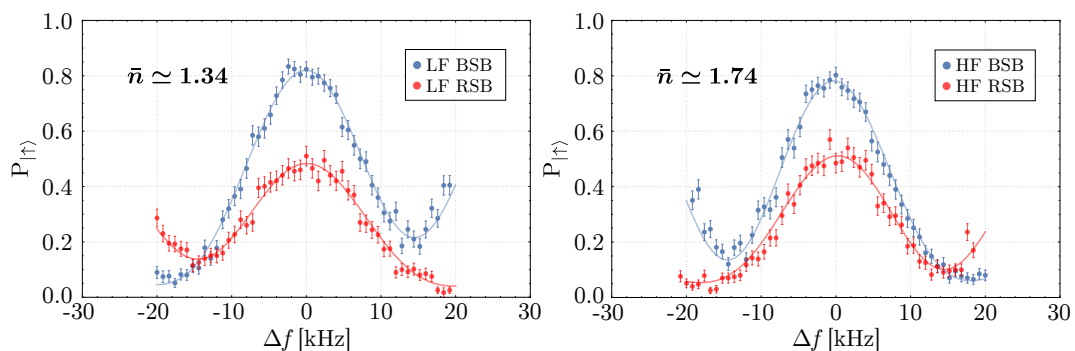 1.0
0.8
0.6
0.4
0.2
0.0
P|↑⟩
n̄ ≃ 1.34
LF BSB
LF RSB
-30 -20 -10 0 10 20 30
Δf [kHz]
1.0
0.8
0.6
0.4
0.2
0.0
P|↑⟩
n̄ ≃ 1.74
HF BSB
HF RSB
-30 -20 -10 0 10 20 30
Δf [kHz]